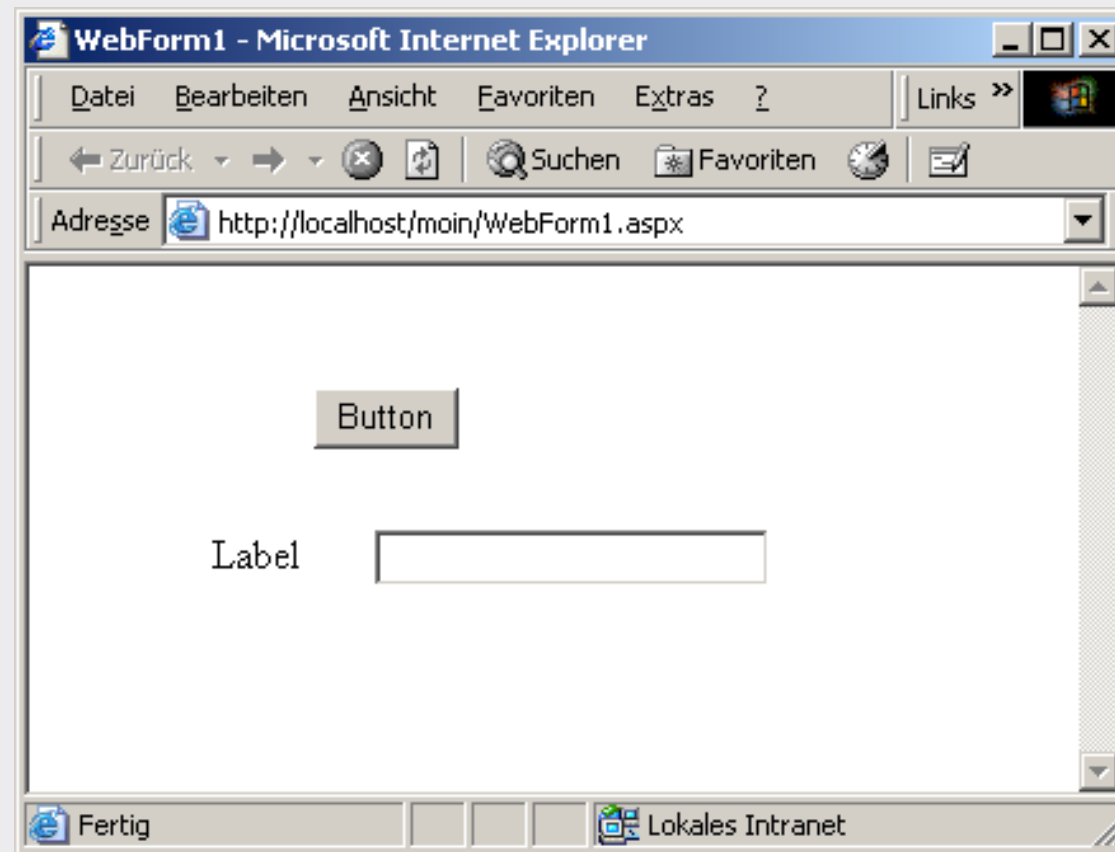 WebForm1 - Microsoft Internet Explorer
Datei Bearbeiten Ansicht Favoriten Extras ? Links »
Zurück Suchen Favoriten
Adresse http://localhost/moin/WebForm1.aspx
Button
Label
Fertig Lokales Intranet